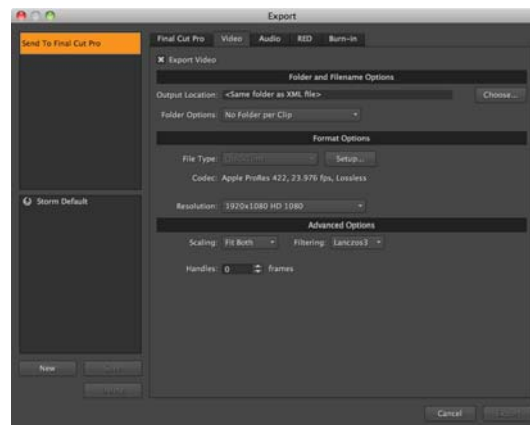 Export
Send To Final Cut Pro
Final Cut Pro Video Audio RED Burn-in
Export Video
Folder and Filename Options
Output Location: <Same folder as XML file> Choose...
Folder Options: No Folder per Clip
Format Options
File Type: QuickTime Setup...
Codec: Apple ProRes 422, 23.976 fps, Lossless
Storm Default
Resolution: 1920x1080 HD 1080
Advanced Options
Scaling: Fit Both Filtering: Lanczos3
Handles: 0 frames
New
Cancel